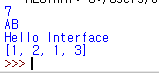 7
AB
Hello Interface
[1, 2, 1, 3]
>>>